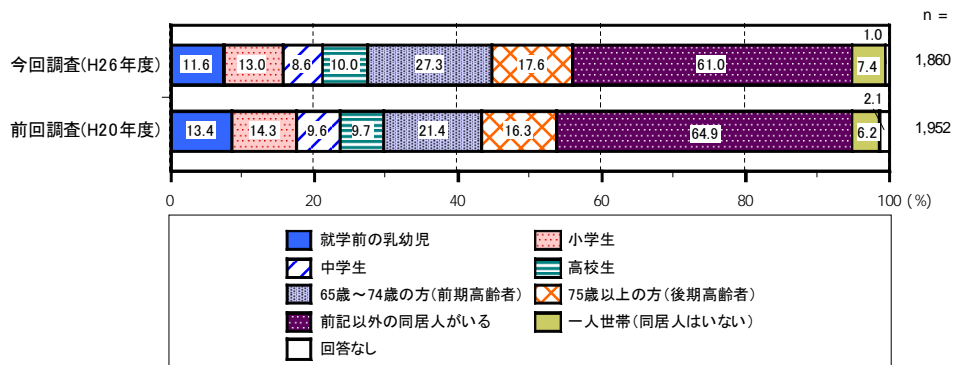 n =
1.0
今回調査(H26年度) 11.6 13.0 8.6 10.0 27.3 17.6 61.0 7.4 1,860
2.1
前回調査(H20年度) 13.4 14.3 9.6 9.7 21.4 16.3 64.9 6.2 1,952
0 20 40 60 80 100 (%)
就学前の乳幼児 小学生
中学生 高校生
65歳～74歳の方(前期高齢者) 75歳以上の方(後期高齢者)
前記以外の同居人がいる 一人世帯(同居人はいない)
回答なし